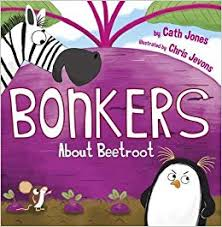 by Cath Jones
illustrated by Chris Jevons
BONKERS
About Beetroot